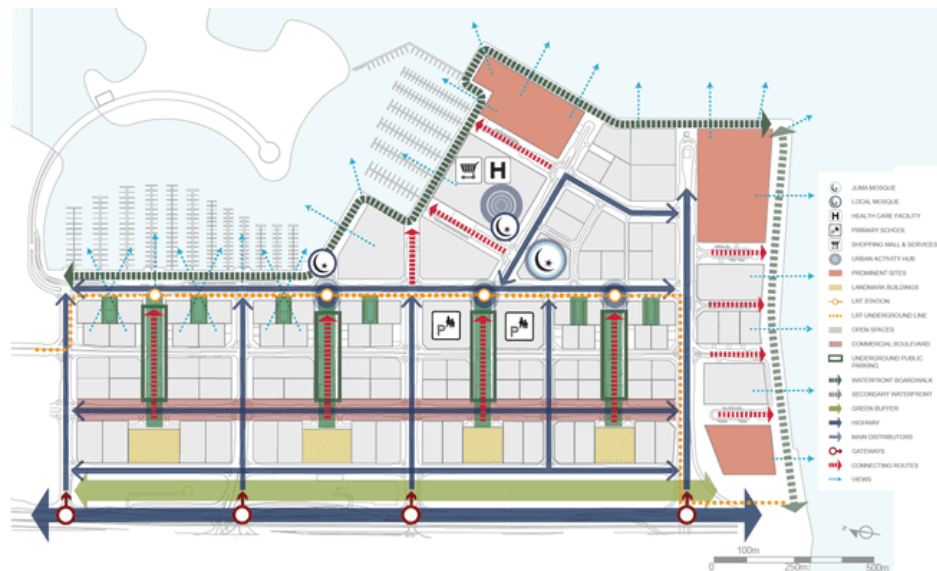 H
P
P
JUMA MOSQUE
LOCAL MOSQUE
H HEALTH CARE FACILITY
PRIMARY SCHOOL
SHOPPING MALL & SERVICES
URBAN ACTIVITY HUB
PROMINENT SITES
LANDMARK BUILDINGS
LRT STATION
LRT UNDERGROUND LINE
OPEN SPACES
COMMERCIAL BOULEVARD
UNDERGROUND PUBLIC
PARKING
WATERFRONT BOARDWALK
SECONDARY WATERFRONT
GREEN BUFFER
HIGHWAY
MAIN DISTRIBUTORS
GATEWAYS
CONNECTING ROUTES
VIEWS
100m
0 250m 500m